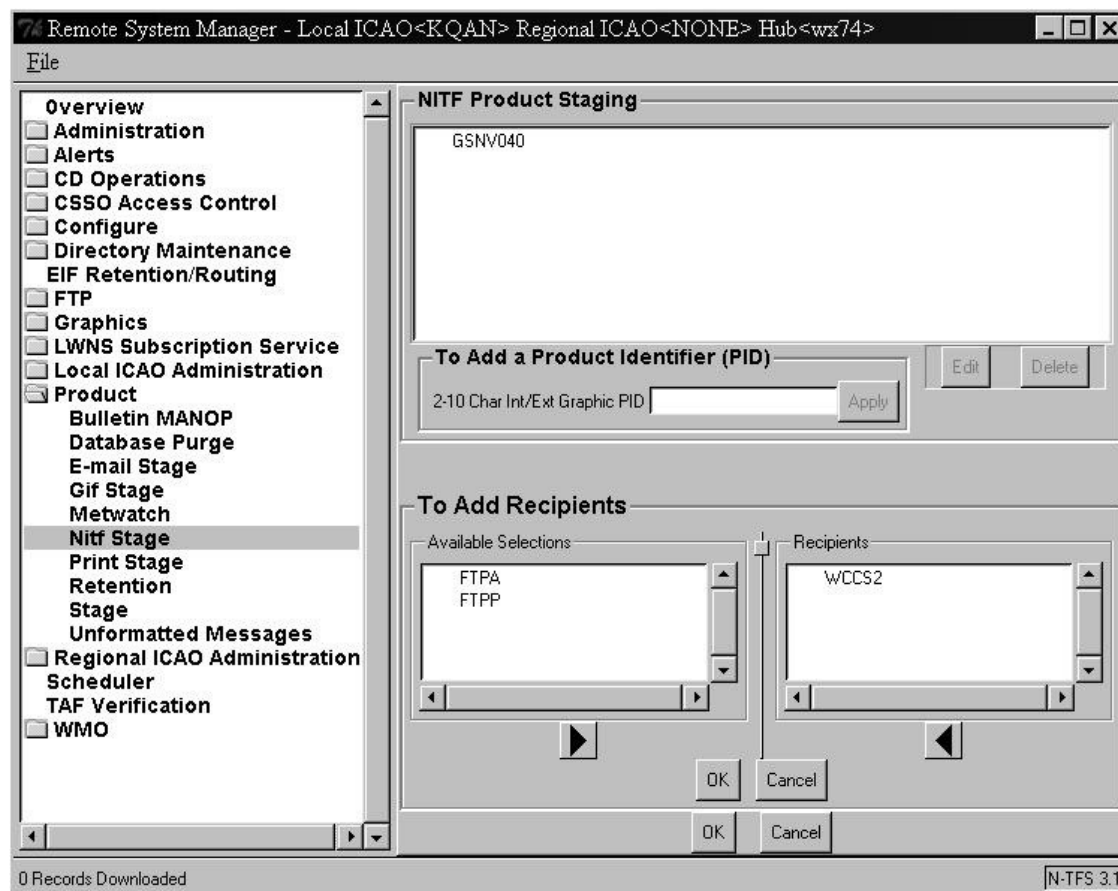 Remote System Manager - Local ICAO<KQAN> Regional ICAO<NONE> Hub<wx74>
File
Overview
Administration
Alerts
CD Operations
CSSO Access Control
Configure
Directory Maintenance
EIF Retention/Routing
FTP
Graphics
LWNS Subscription Service
Local ICAO Administration
Product
Bulletin MANOP
Database Purge
E-mail Stage
Gif Stage
Metwatch
Nitf Stage
Print Stage
Retention
Stage
Unformatted Messages
Regional ICAO Administration
Scheduler
TAF Verification
WMO
NITF Product Staging
GSNV040
To Add a Product Identifier (PID)
2-10 Char Int/Ext Graphic PID
Apply
Edit
Delete
To Add Recipients
Available Selections
FTPA
FTPP
Recipients
WCCS2
OK
Cancel
OK
Cancel
0 Records Downloaded
N-TFS 3.